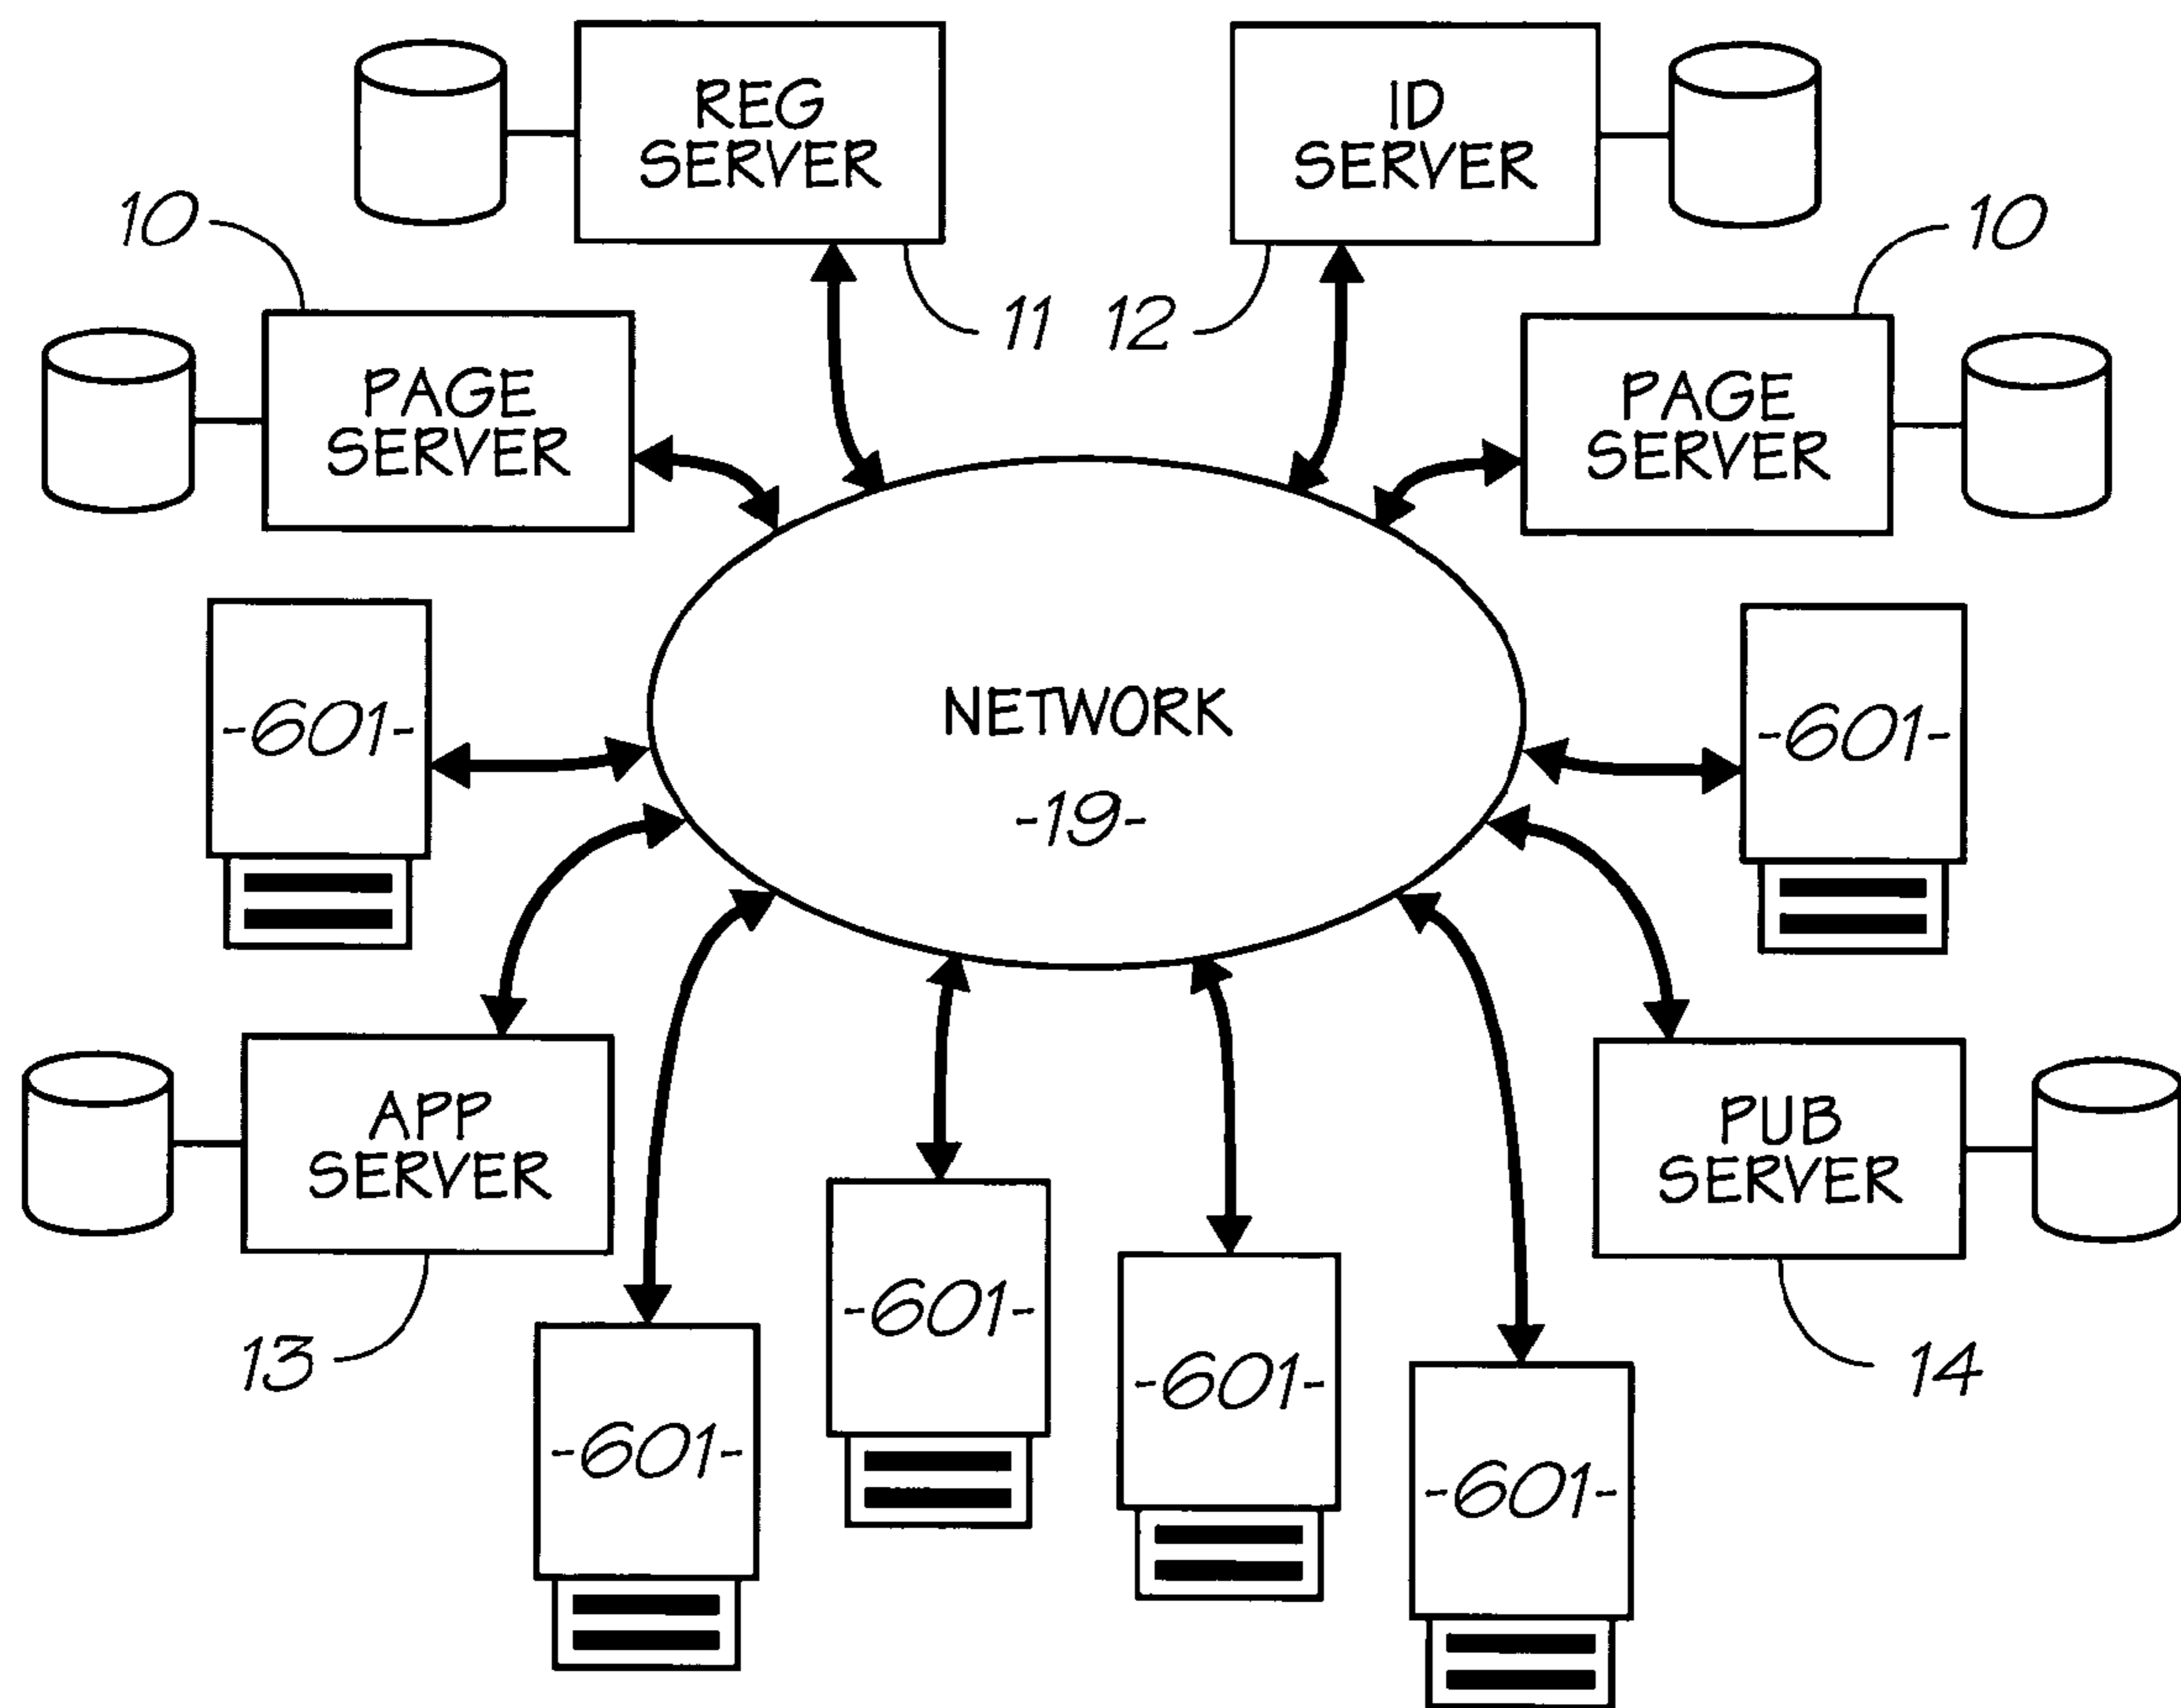 REG
SERVER
ID
SERVER
10
10
11
12
PAGE
SERVER
PAGE
SERVER
-601-
NETWORK
-19-
-601-
APP
SERVER
PUB
SERVER
13
-601-
-601-
-601-
-601-
14